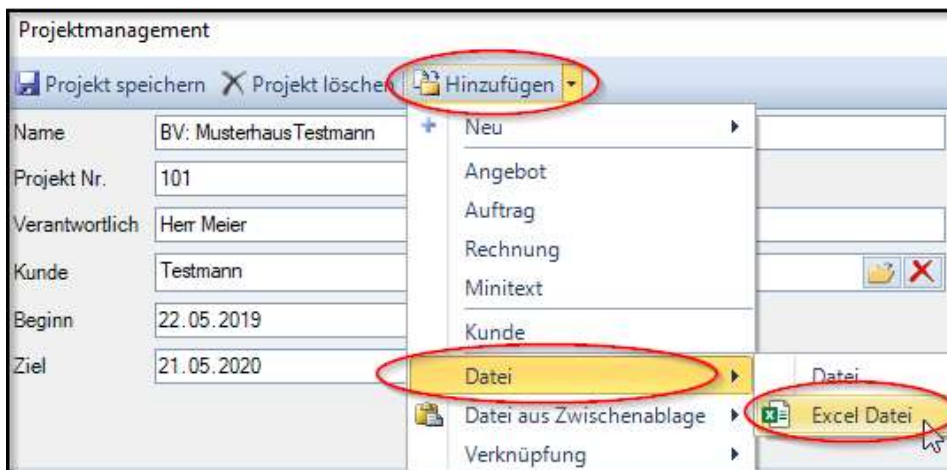 Projektmanagement
Projekt speichern Projekt löschen Hinzufügen
Name BV: Musterhaus Testmann
Projekt Nr. 101
Verantwortlich Herr Meier
Kunde Testmann
Beginn 22.05.2019
Ziel 21.05.2020
Neu
Angebot
Auftrag
Rechnung
Minitext
Kunde
Datei
Datei aus Zwischenablage
Verknüpfung
Datei
Excel Datei